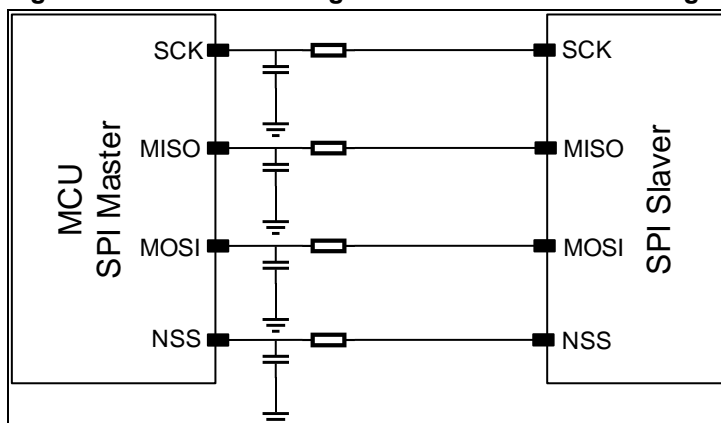 SCK
SCK
MISO
MISO
MCU
SPI Master
SPI Slaver
MOSI
MOSI
NSS
NSS